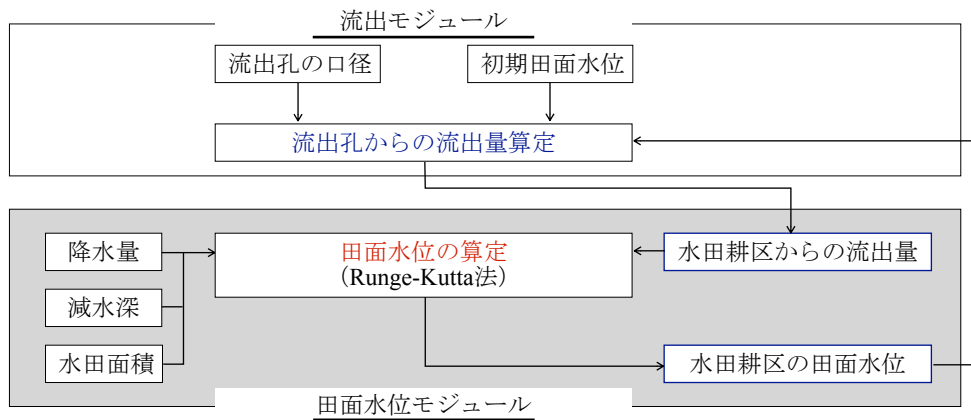 流出モジュール
流出孔の口径
初期田面水位
流出孔からの流出量算定
降水量
減水深
水田面積
田面水位の算定
（Runge-Kutta法）
水田耕区からの流出量
水田耕区の田面水位
田面水位モジュール